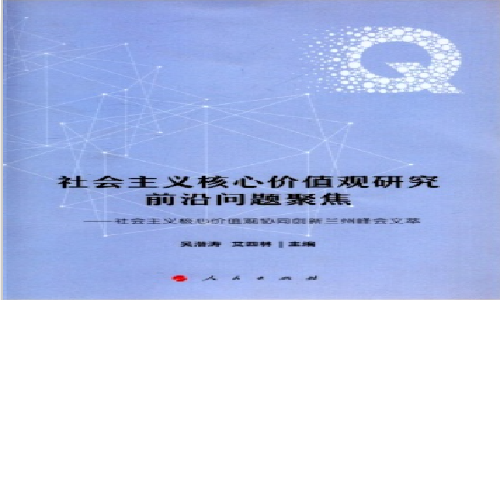 社会主义核心价值观研究
前沿问题聚焦
——社会主义核心价值观协同创新兰州峰会文萃
吴潜涛 艾四林 主编
人民出版社